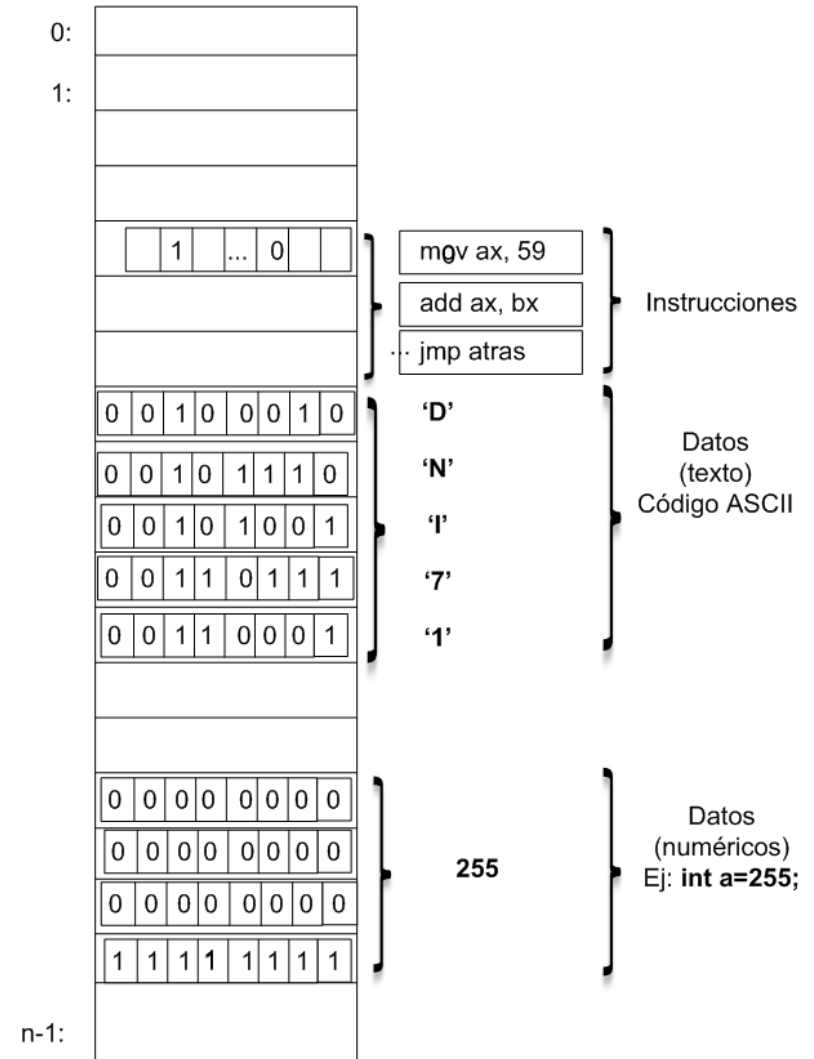 0:
1:
1 ... 0
mov ax, 59
add ax, bx
... jmp atras
Instrucciones
0 0 1 0 0 0 1 0
‘D’
0 0 1 0 1 1 1 0
‘N’
0 0 1 0 1 0 0 1
‘I’
0 0 1 1 0 1 1 1
‘7’
0 0 1 1 0 0 0 1
‘1’
Datos
(texto)
Código ASCII
0 0 0 0 0 0 0 0
0 0 0 0 0 0 0 0
0 0 0 0 0 0 0 0
1 1 1 1 1 1 1 1
255
Datos
(numéricos)
Ej: int a=255;
n-1: